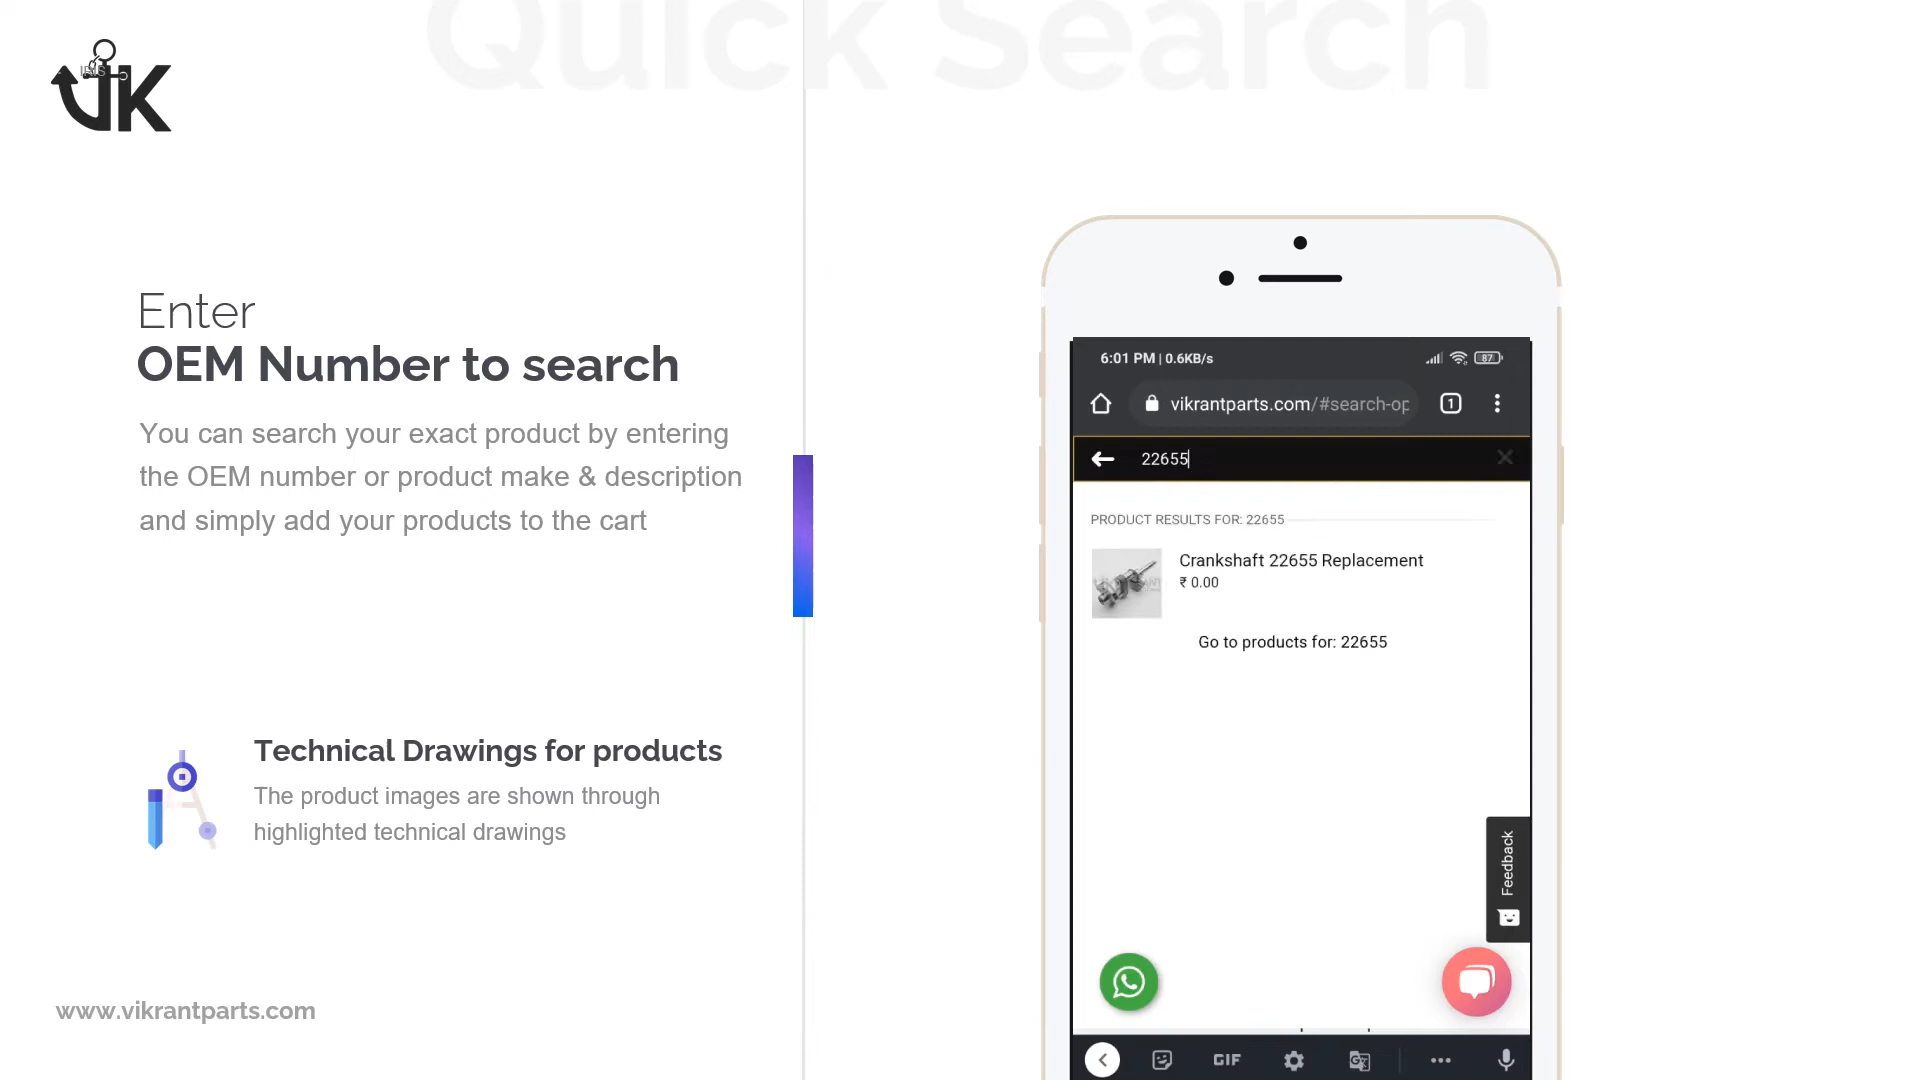 Quick Search
VK
Enter
OEM Number to search
You can search your exact product by entering
the OEM number or product make & description
and simply add your products to the cart
Technical Drawings for products
The product images are shown through
highlighted technical drawings
www.vikrantparts.com
6:01 PM | 0.6KB/s
87
vikrantparts.com/#search-op
1
22655
PRODUCT RESULTS FOR: 22655
Crankshaft 22655 Replacement
₹ 0.00
Go to products for: 22655
Feedback
GIF